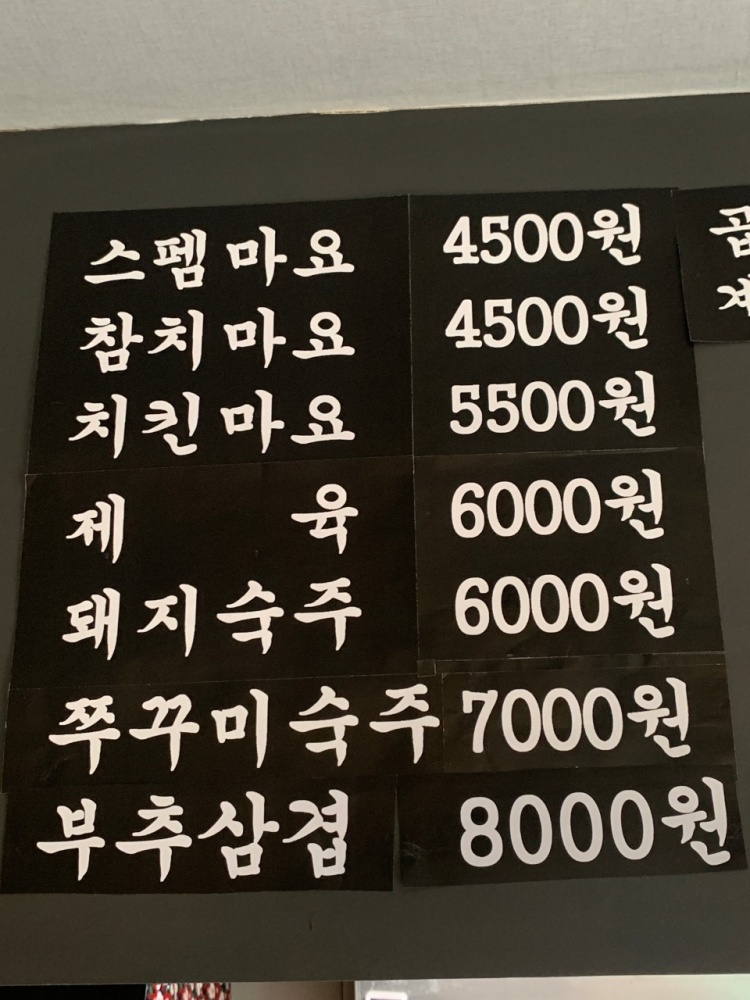 스펨마요 4500원
참치마요 4500원
치킨마요 5500원
제 육 6000원
돼지숙주 6000원
쭈꾸미숙주 7000원
부추삼겹 8000원